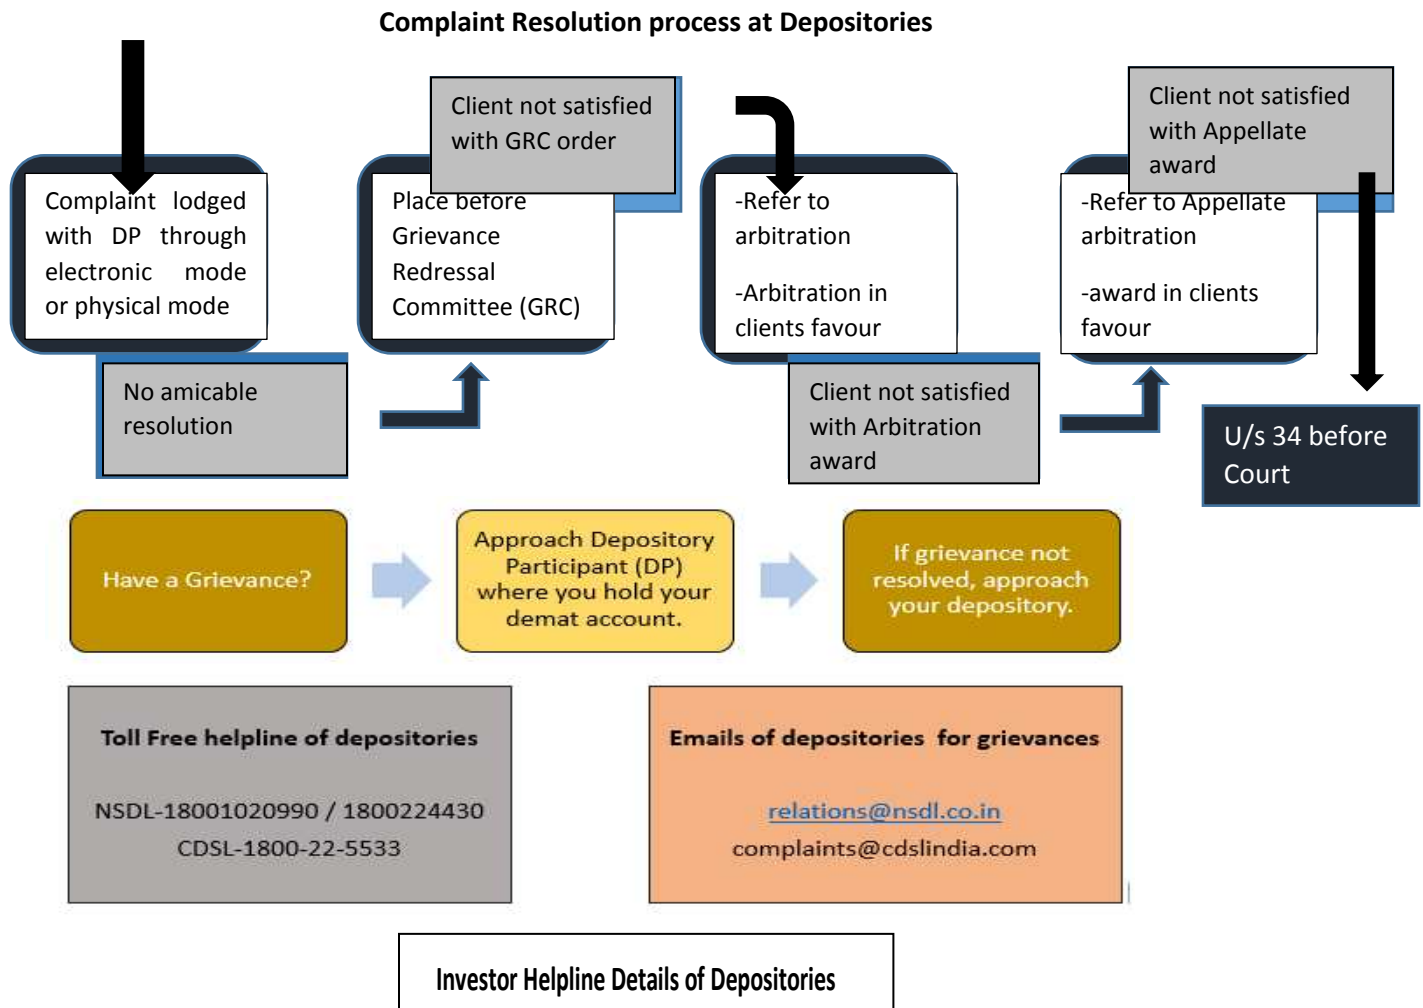 Complaint Resolution process at Depositories
Complaint lodged
with DP through
electronic mode
or physical mode
No amicable
resolution
Place before
Grievance
Redressal
Committee (GRC)
Client not satisfied
with GRC order
-Refer to
arbitration
-Arbitration in
clients favour
Client not satisfied
with Arbitration
award
-Refer to Appellate
arbitration
-award in clients
favour
Client not satisfied
with Appellate
award
U/s 34 before
Court
Have a Grievance?
Approach Depository
Participant (DP)
where you hold your
demat account.
If grievance not
resolved, approach
your depository.
Toll Free helpline of depositories
NSDL-18001020990 / 1800224430
CDSL-1800-22-5533
Emails of depositories for grievances
relations@nsdl.co.in
complaints@cdslindia.com
Investor Helpline Details of Depositories